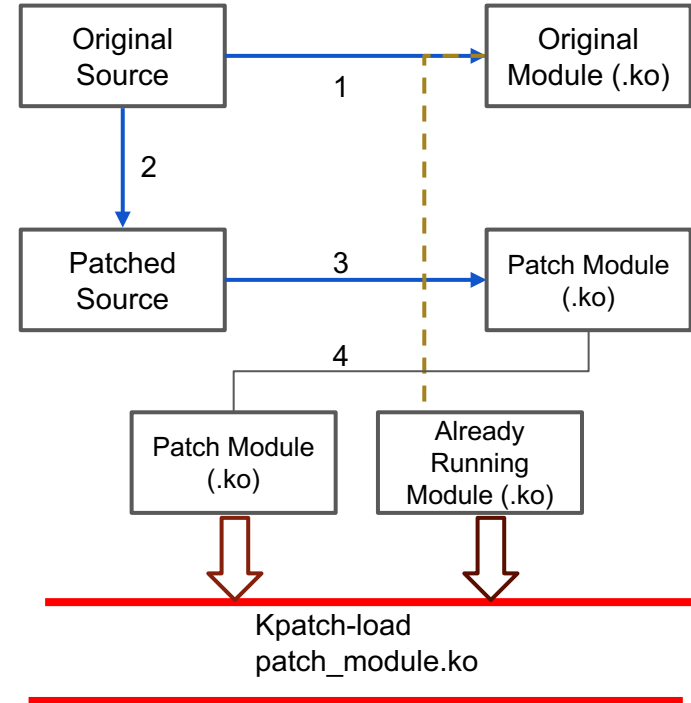 Original
Source
Original
Module (.ko)
1
2
Patched
Source
3
Patch Module
(.ko)
4
Patch Module
(.ko)
Already
Running
Module (.ko)
Kpatch-load
patch_module.ko